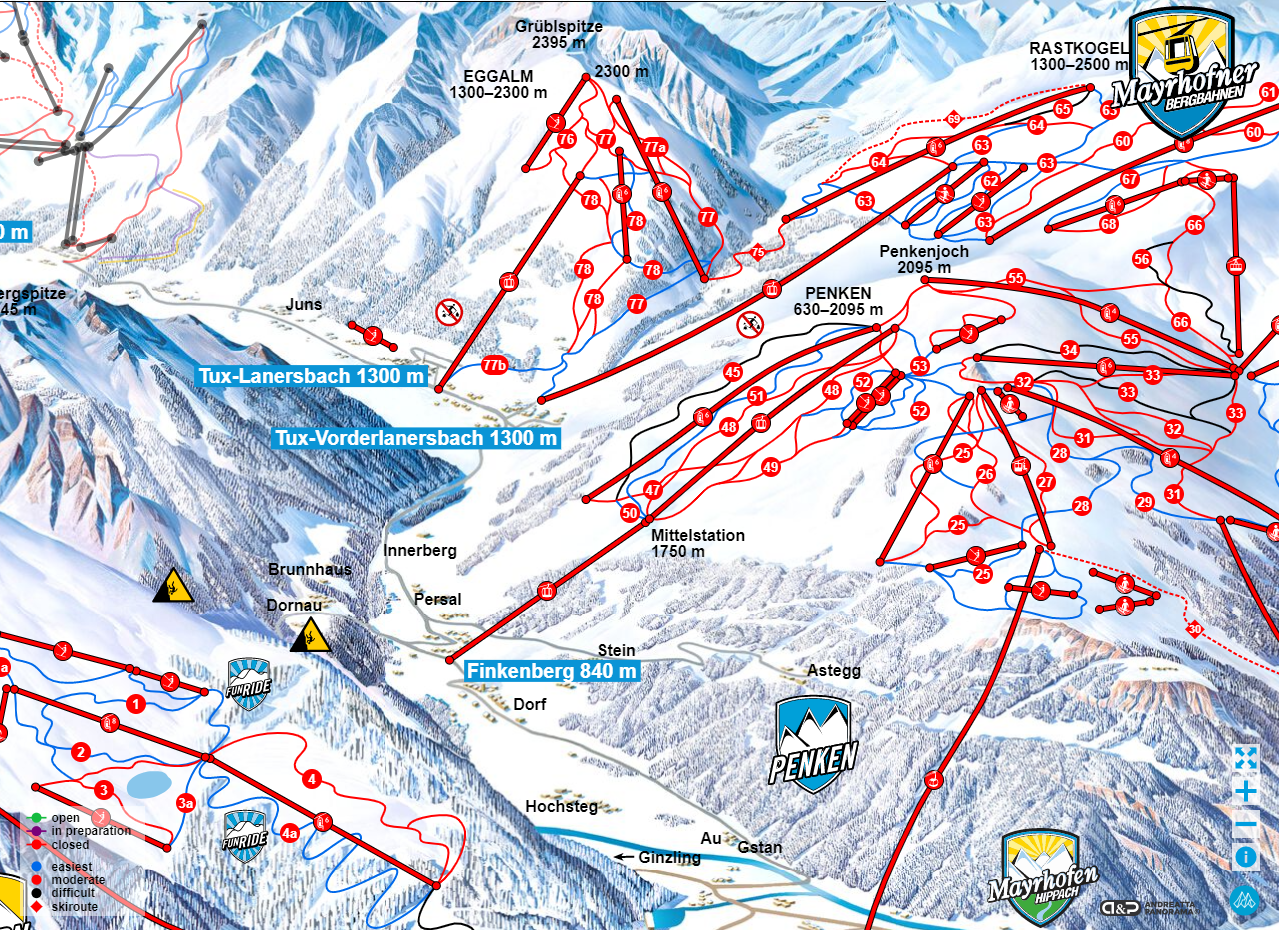 Grüblspitze
2395 m
EGGALM
1300–2300 m
2300 m
RASTKOGEL
1300–2500 m
Mayrhofner
BERGBAHNEN
61
69
65
65
64
63
60
60
76
77
77a
64
63
67
62
78
63
63
77
78
68
66
0 m
75
Penkenjoch
2095 m
56
78
78
55
ergspitze
45 m
78
77
PENKEN
630–2095 m
66
Juns
55
34
77b
45
53
33
Tux-Lanersbach 1300 m
51
48
52
32
33
52
33
48
32
Tux-Vorderlanersbach 1300 m
31
25
28
49
26
27
47
31
29
28
50
25
Mittelstation
1750 m
Innerberg
Brunnhaus
25
Persal
Dornau
30
Stein
Finkenberg 840 m
Astegg
a
FUNRIDE
1
Dorf
PENKEN
2
4
3
3a
Hochsteg
open
in preparation
closed
4a
FUNRIDE
Au
Gstan
Ginzling
easiest
moderate
difficult
skiroute
Mayrhofen
HIPPACH
A&P ANDREATTA
PANORAMA